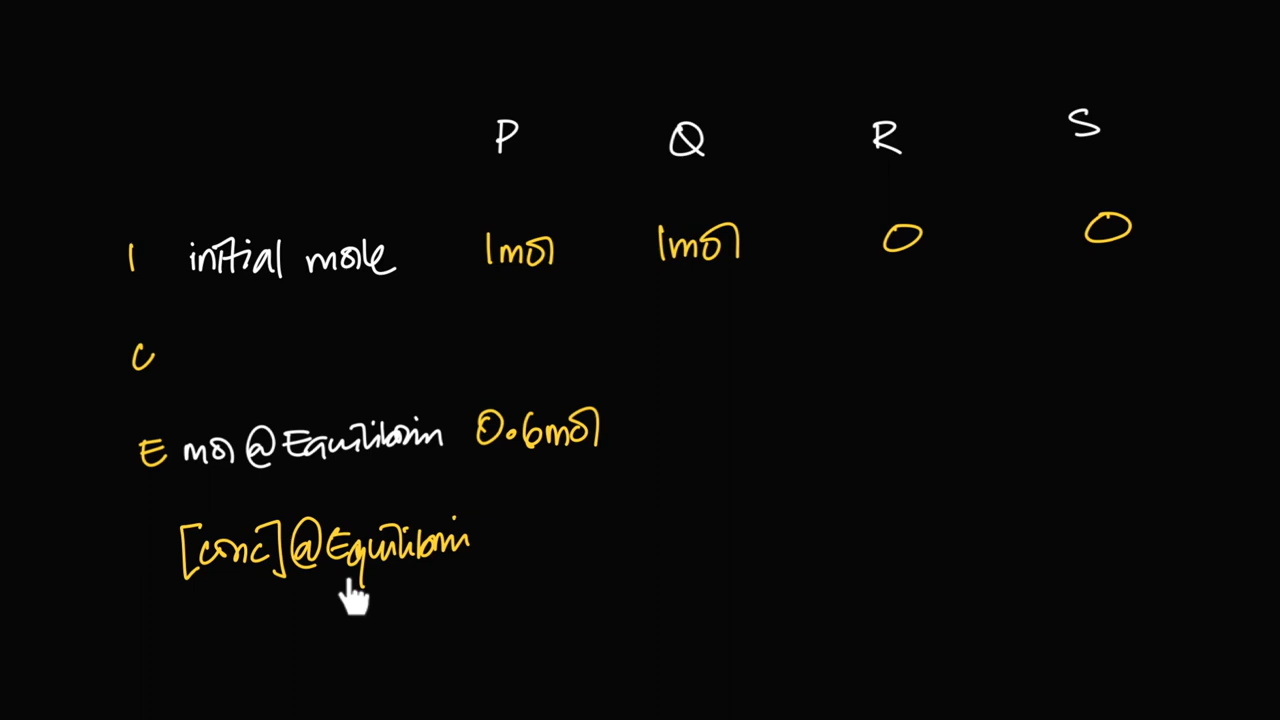 P Q R S
I initial mole 1mol 1mol 0 0
C
E mol @ Equilibrium 0.6mol
[conc] @ Equilibrium